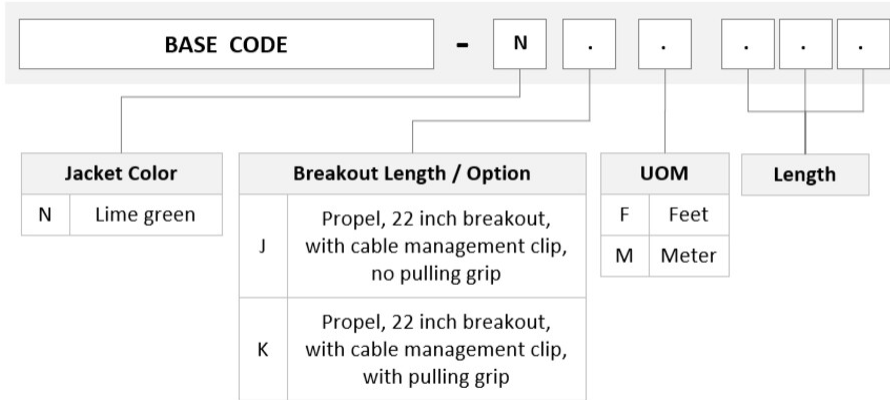 BASE CODE - N . . . . .
Jacket Color
N Lime green
Breakout Length / Option
J Propel, 22 inch breakout,
with cable management clip,
no pulling grip
K Propel, 22 inch breakout,
with cable management clip,
with pulling grip
UOM
F Feet
M Meter
Length